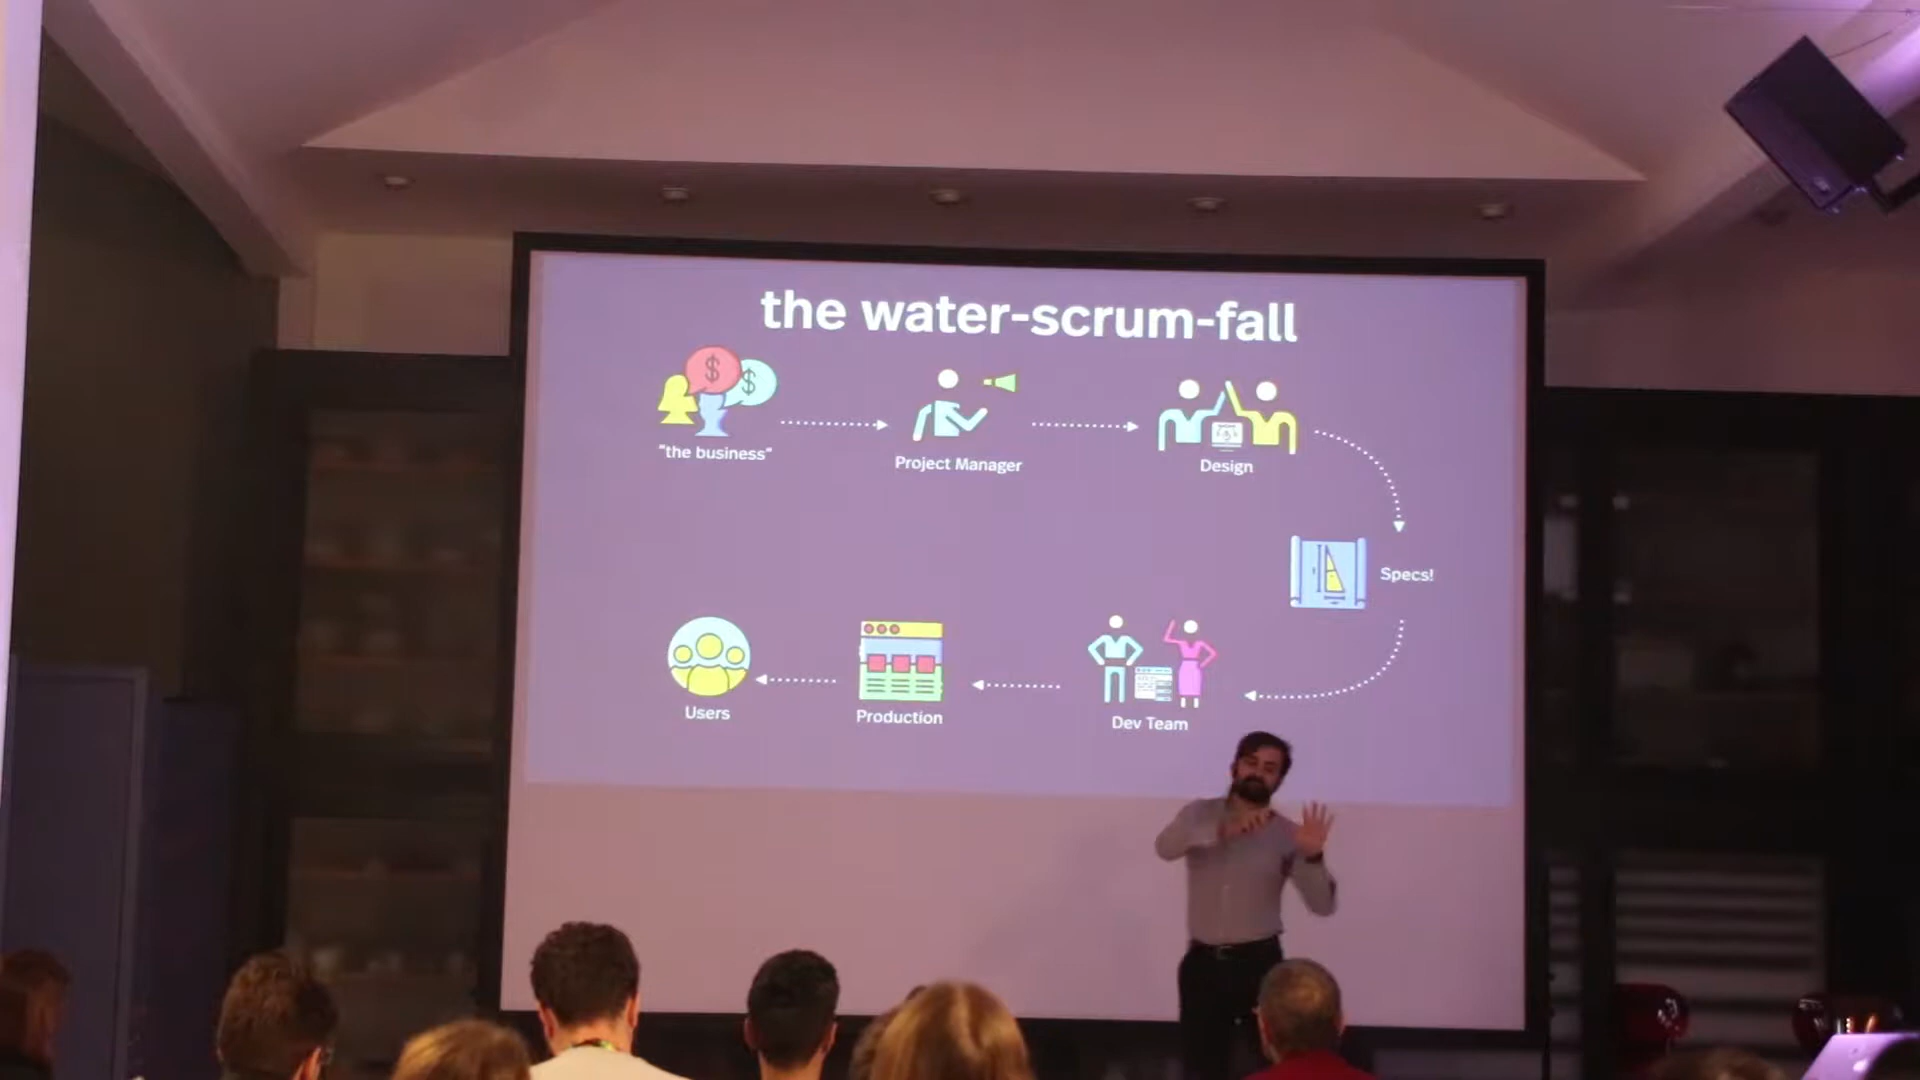 the water-scrum-fall
$ $
"the business"
Project Manager
Design
Specs!
Users
Production
Dev Team